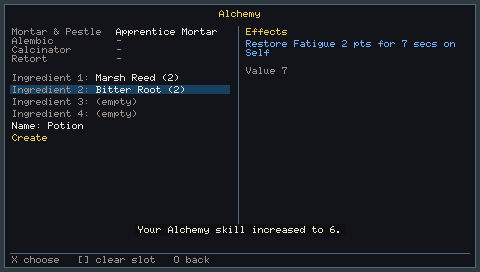 Alchemy
Mortar & Pestle Apprentice Mortar
Alembic -
Calcinator -
Retort -
Ingredient 1: Marsh Reed (2)
Ingredient 2: Bitter Root (2)
Ingredient 3: (empty)
Ingredient 4: (empty)
Name: Potion
Create
Effects
Restore Fatigue 2 pts for 7 secs on
Self
Value 7
Your Alchemy skill increased to 6.
X choose [] clear slot O back